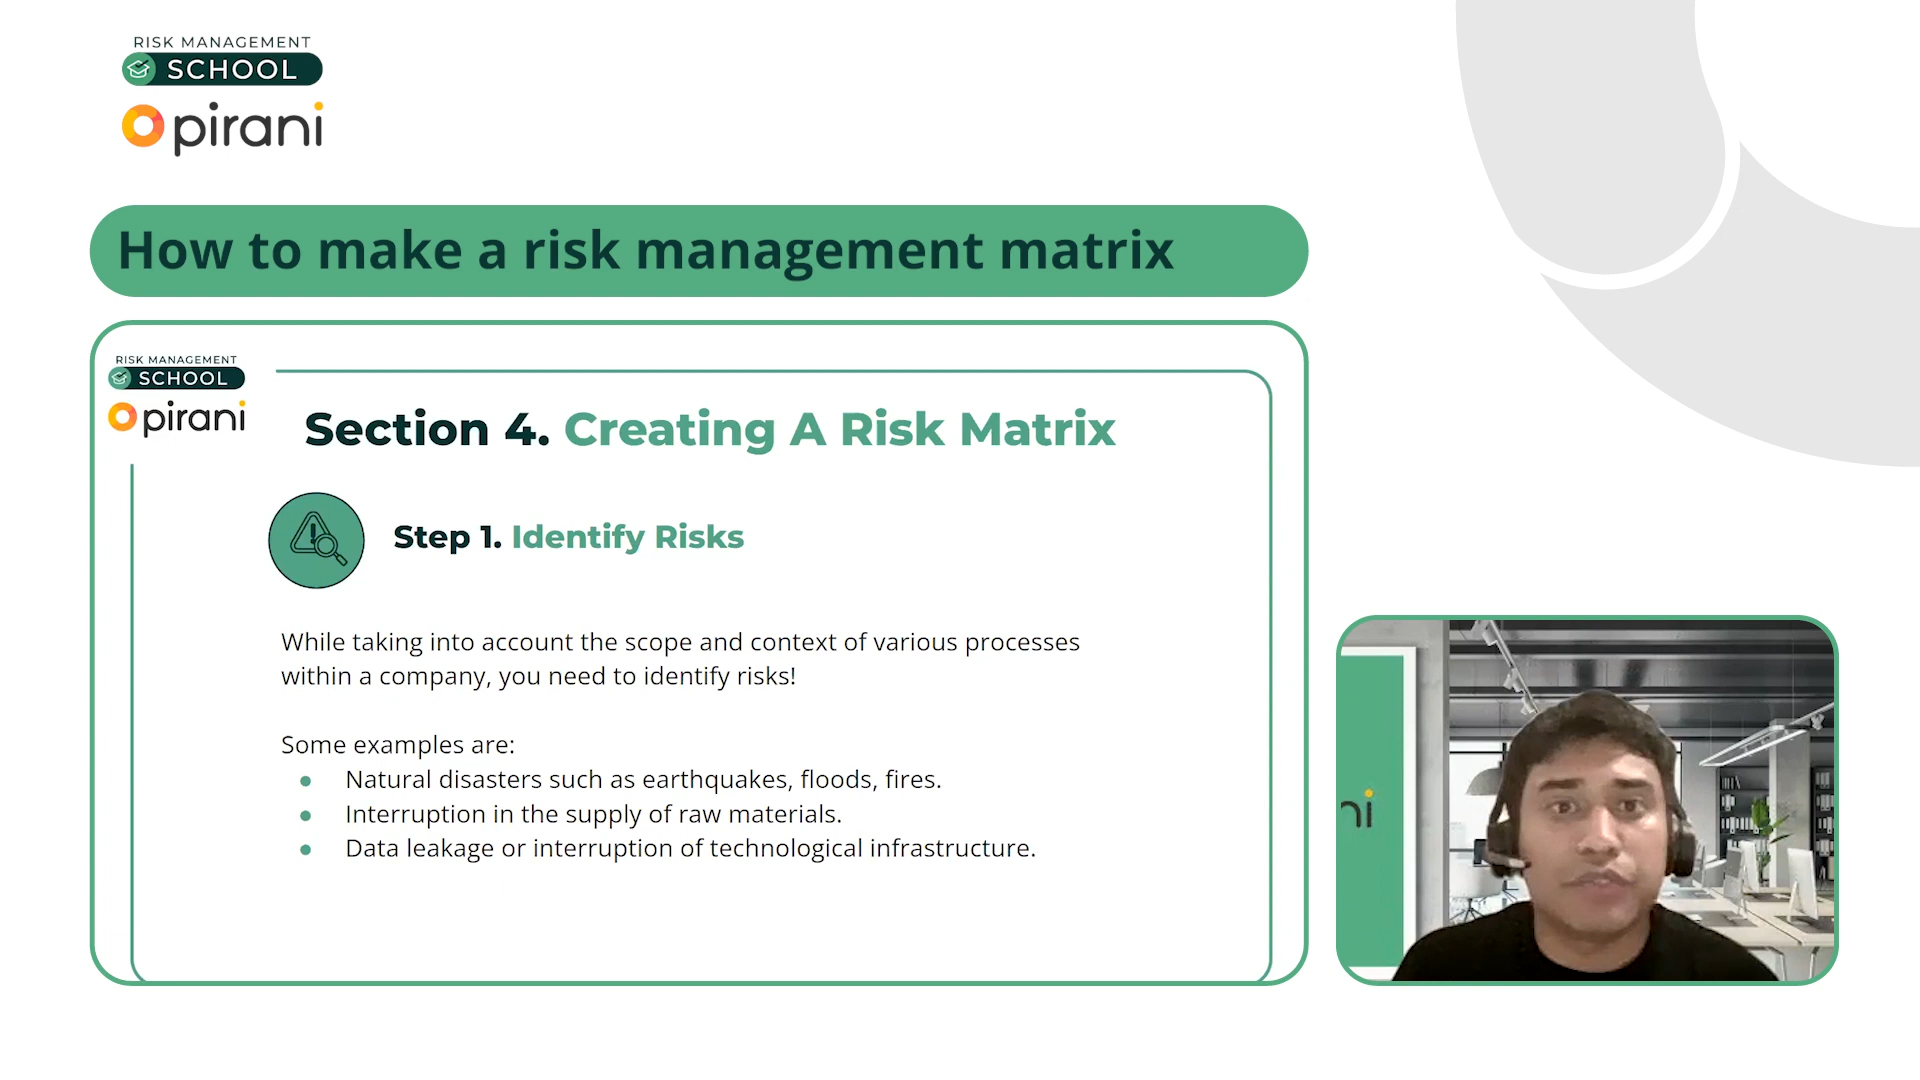 RISK MANAGEMENT
SCHOOL
pirani
How to make a risk management matrix
RISK MANAGEMENT
SCHOOL
pirani
Section 4. Creating A Risk Matrix
Step 1. Identify Risks
While taking into account the scope and context of various processes
within a company, you need to identify risks!
Some examples are:
● Natural disasters such as earthquakes, floods, fires.
● Interruption in the supply of raw materials.
● Data leakage or interruption of technological infrastructure.
ni